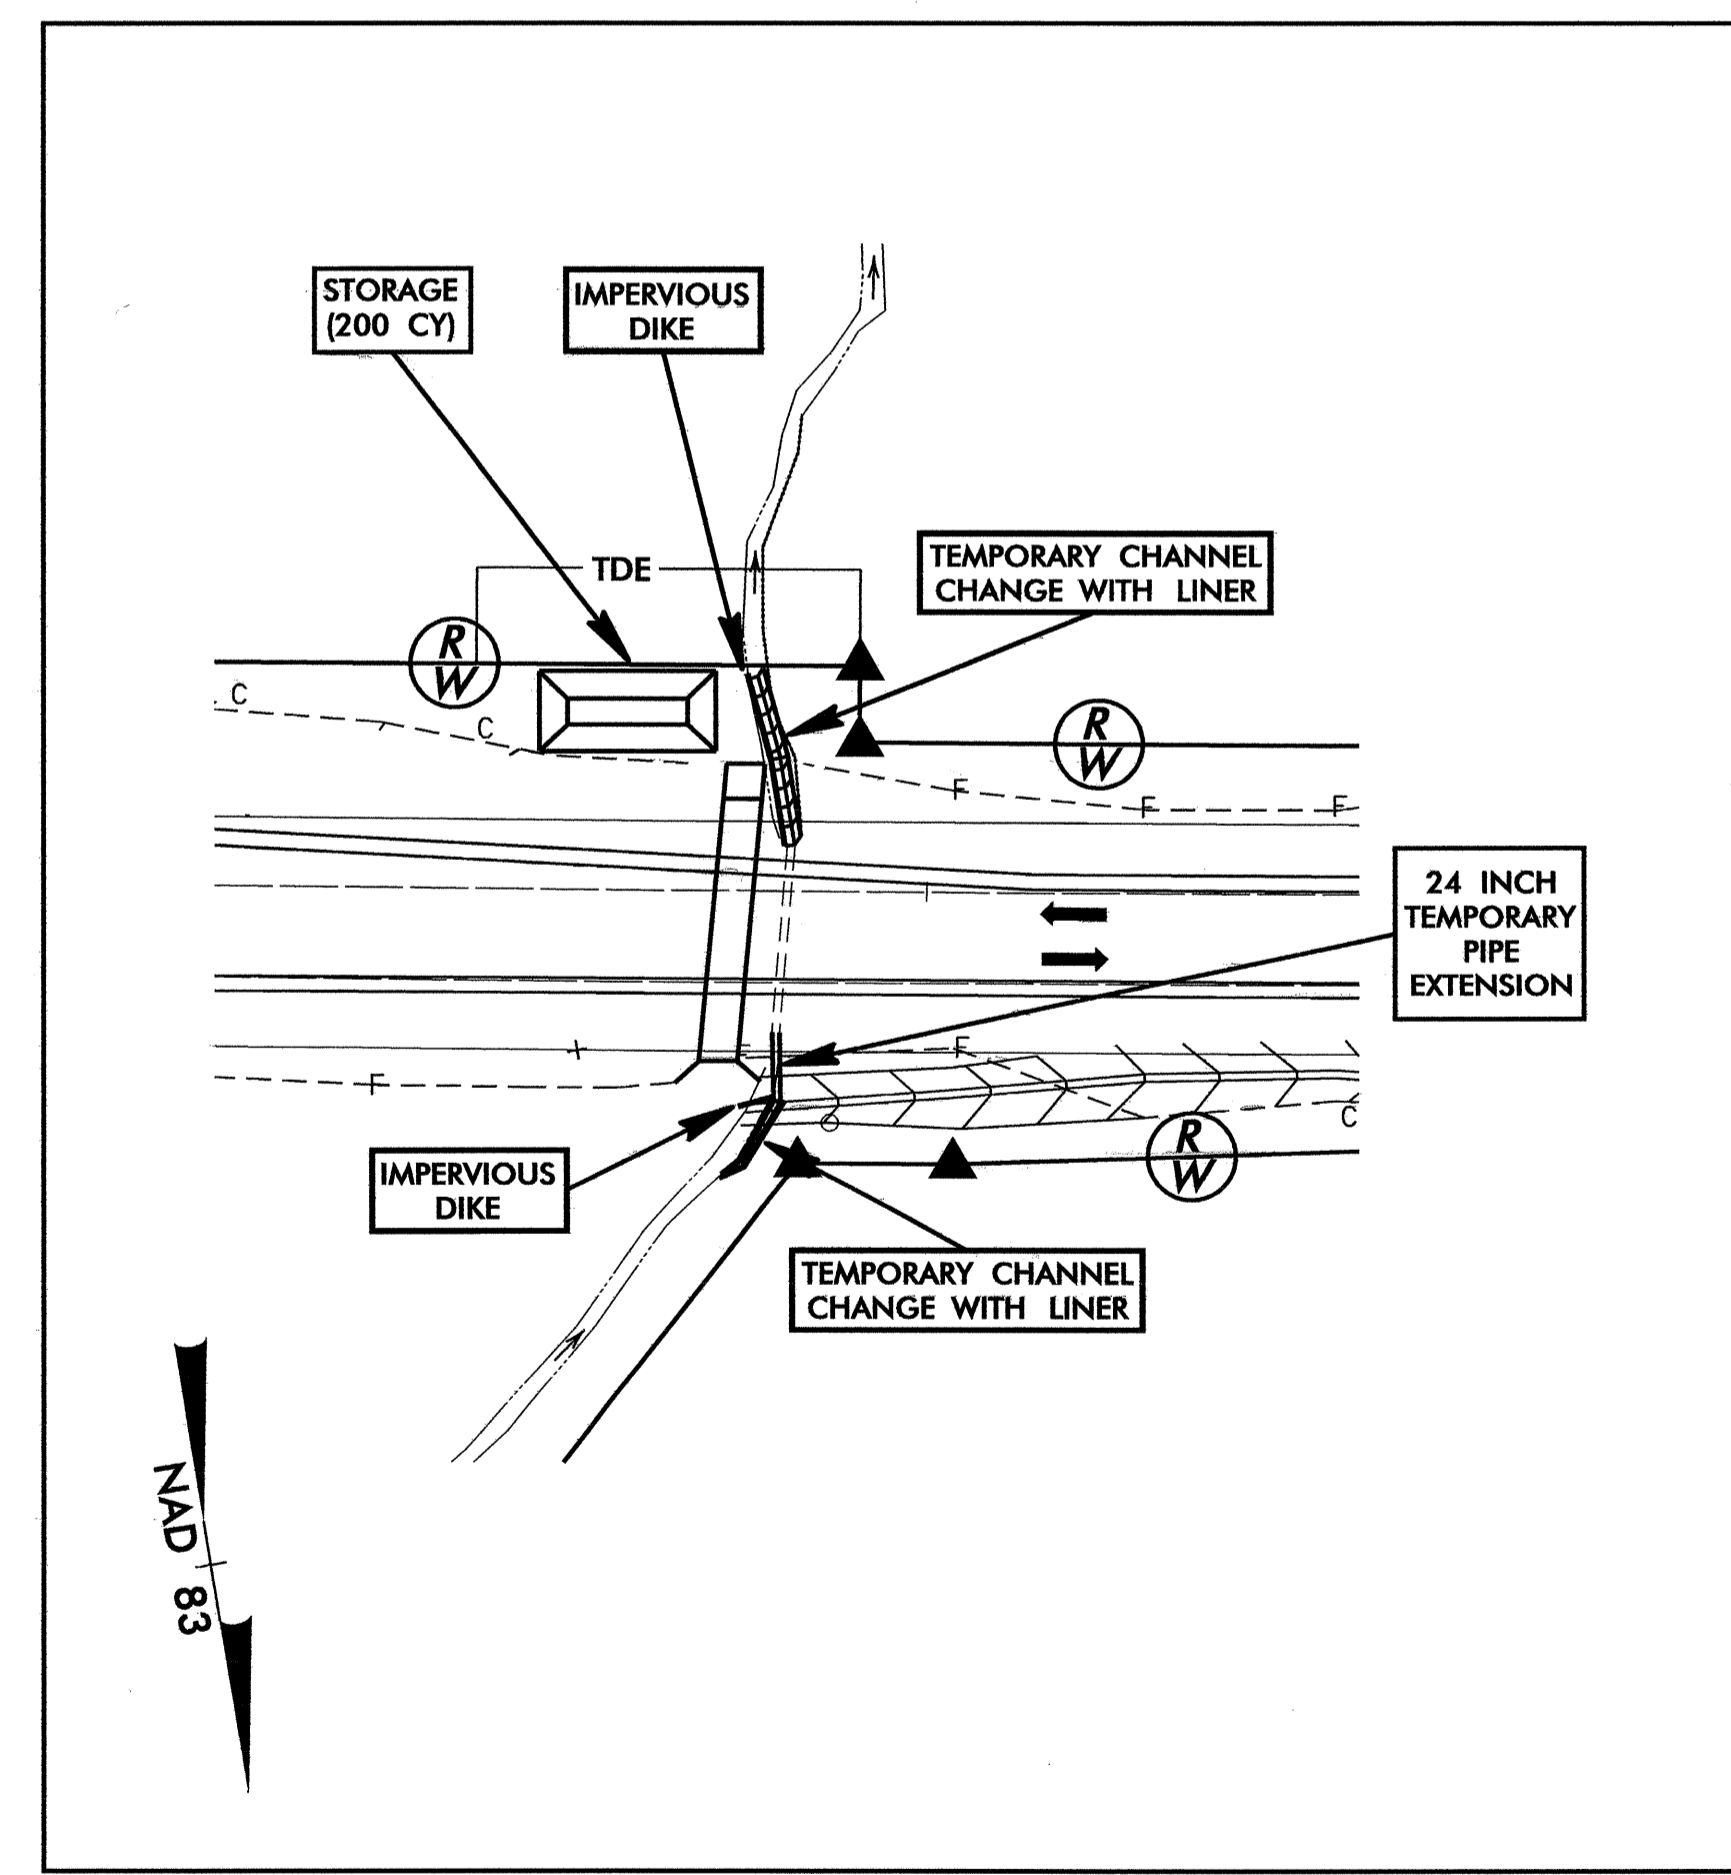 STORAGE
(200 CY)
IMPERVIOUS
DIKE
TEMPORARY CHANNEL
CHANGE WITH LINER
TDE
R
W
C
C
R
W
F
F
F
24 INCH
TEMPORARY
PIPE
EXTENSION
F
F
C
R
W
IMPERVIOUS
DIKE
TEMPORARY CHANNEL
CHANGE WITH LINER
NAD 83